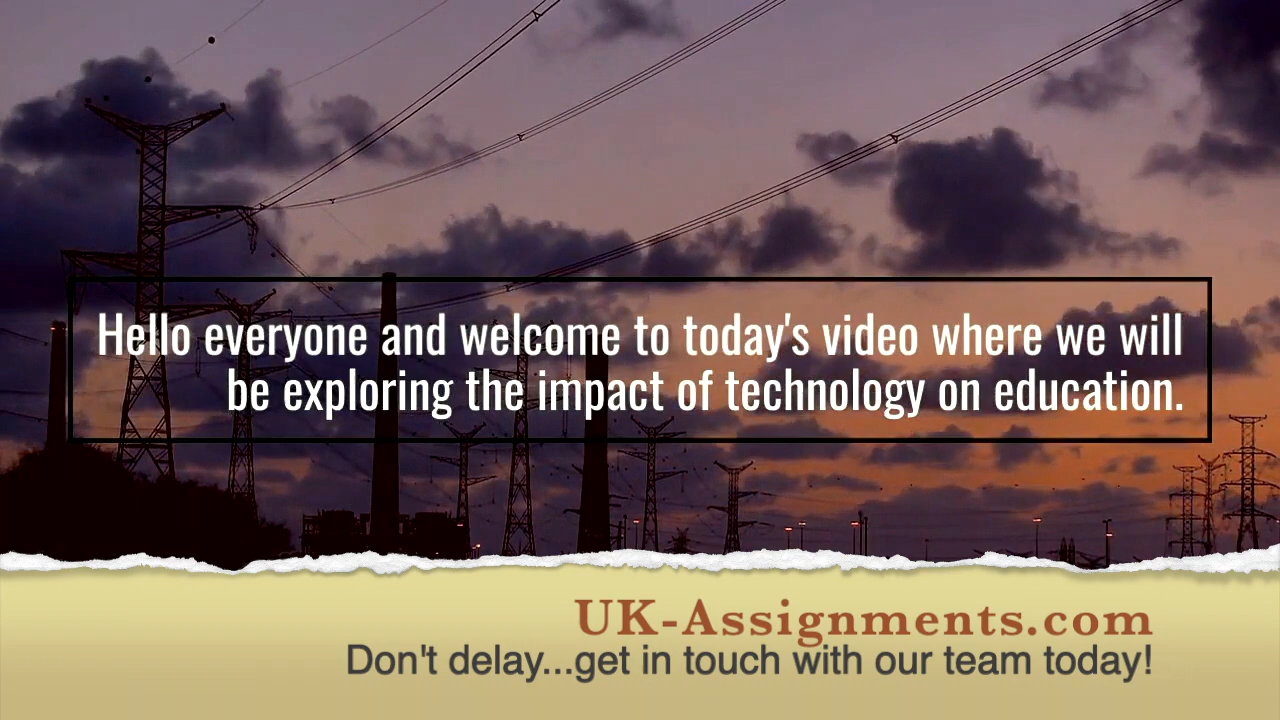 Hello everyone and welcome to today's video where we will
be exploring the impact of technology on education.
UK-Assignments.com
Don't delay...get in touch with our team today!